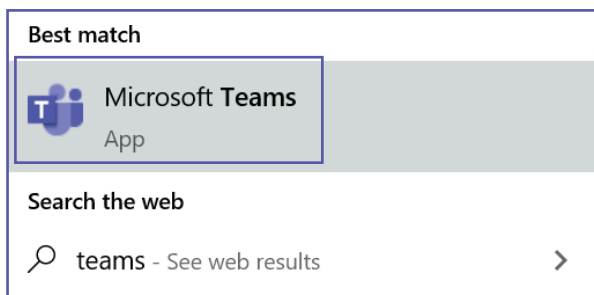 Best match
T
Microsoft Teams
App
Search the web
teams - See web results